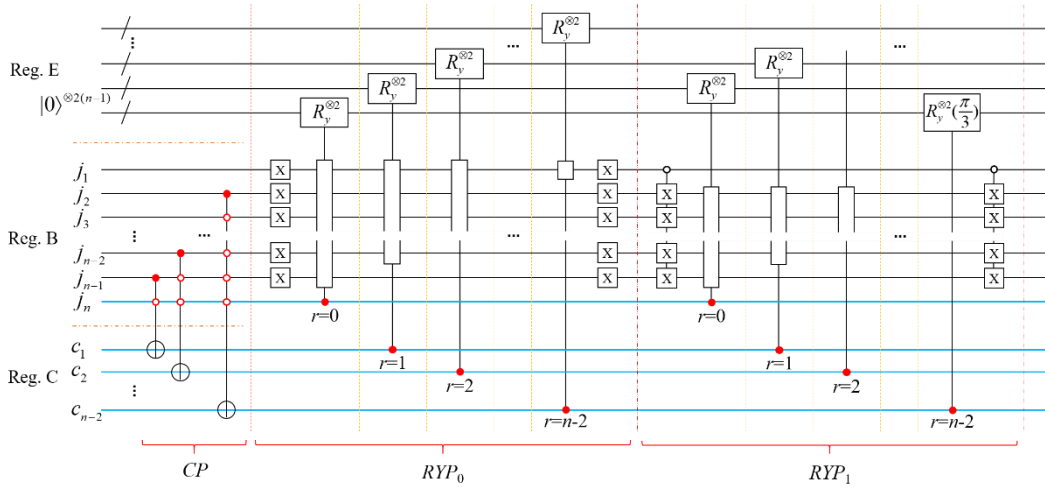 R_y^{⊗2}
...
R_y^{⊗2}
R_y^{⊗2}
...
⋮
Reg. E
R_y^{⊗2}
R_y^{⊗2}
R_y^{⊗2}
|0⟩^{⊗2(n-1)}
R_y^{⊗2}
R_y^{⊗2}(π/3)
j_1 X X
j_2 X X X X
j_3 X X X X
Reg. B ⋮ ... ... ...
j_{n-2} X X X X
j_{n-1} X X X X
j_n
r=0 r=0
c_1
r=1 r=1
Reg. C
c_2
r=2 r=2
⋮
c_{n-2}
r=n-2 r=n-2
CP RYP_0 RYP_1